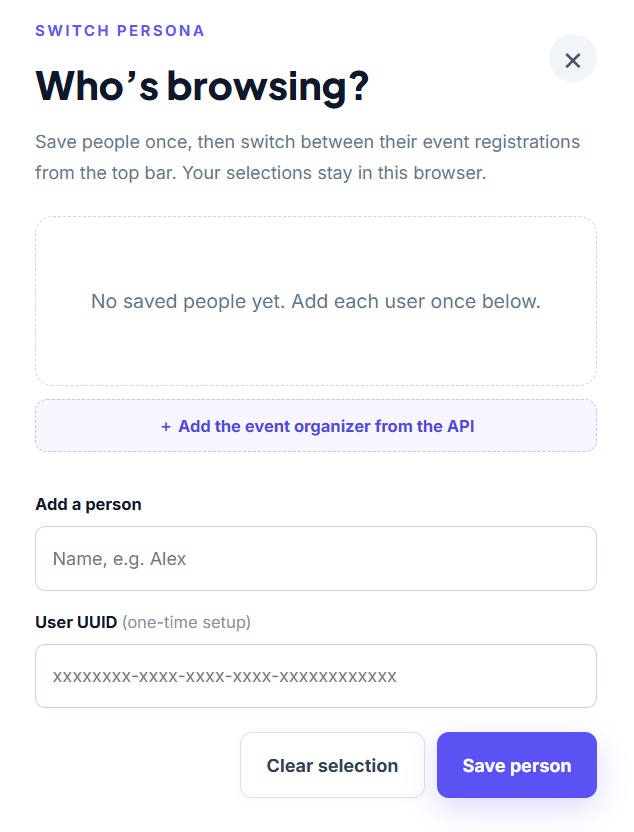 SWITCH PERSONA
Who’s browsing?
Save people once, then switch between their event registrations
from the top bar. Your selections stay in this browser.
No saved people yet. Add each user once below.
+ Add the event organizer from the API
Add a person
Name, e.g. Alex
User UUID (one-time setup)
xxxxxxxx-xxxx-xxxx-xxxx-xxxxxxxxxxxx
Clear selection
Save person